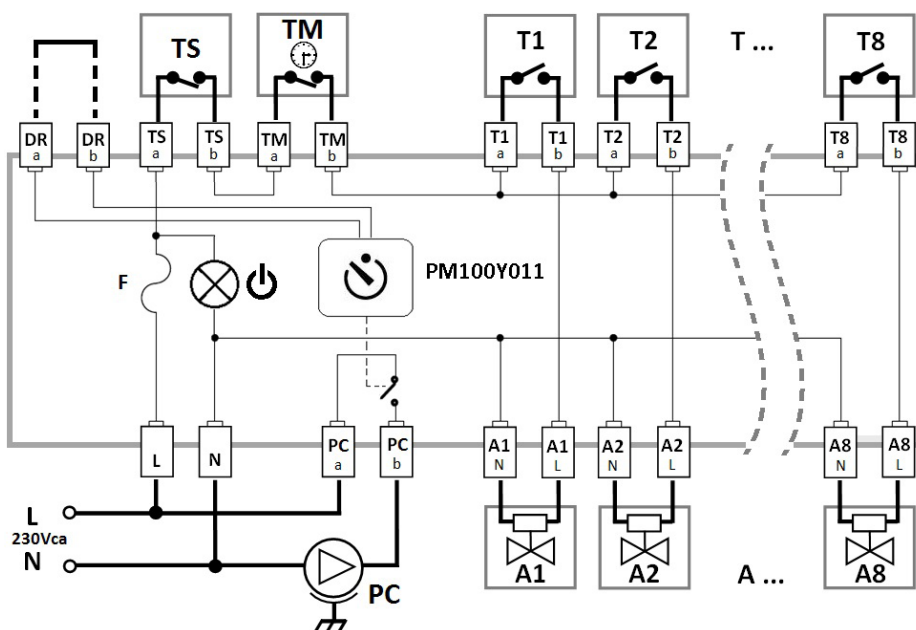 TS
TM
T1
T2
T ...
T8
DR a
DR b
TS a
TS b
TM a
TM b
T1 a
T1 b
T2 a
T2 b
T8 a
T8 b
F
PM100Y011
L
N
PC a
PC b
A1 N
A1 L
A2 N
A2 L
A8 N
A8 L
L
230Vca
N
PC
A1
A2
A ...
A8